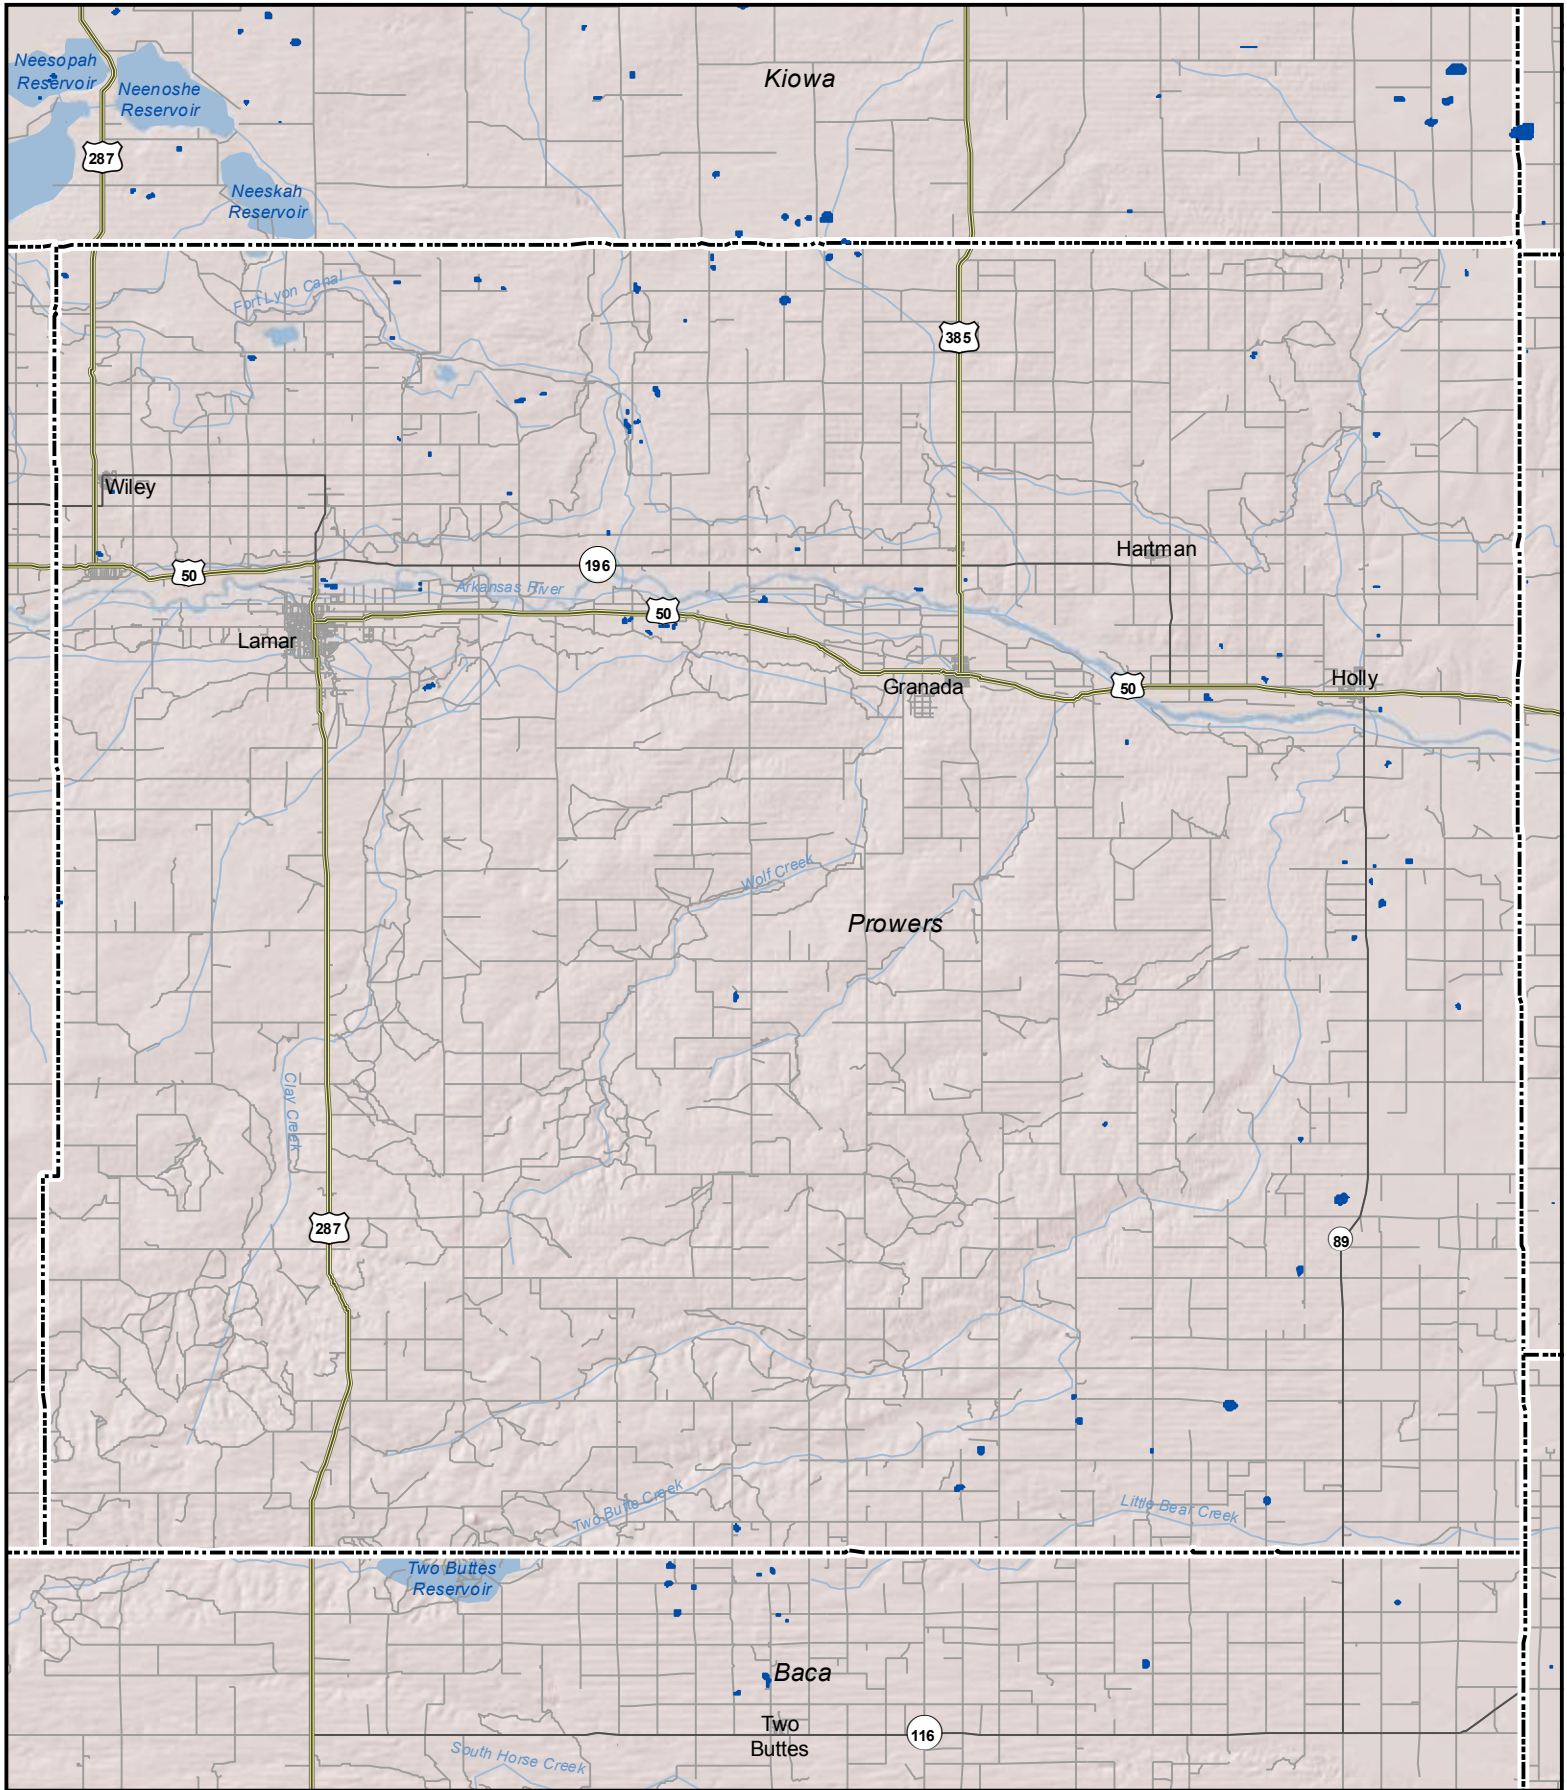 Neesopah
Reservoir
Kiowa
Neenoshe
Reservoir
287
Neeskah
Reservoir
Fort Lyon Canal
385
Wiley
Hartman
196
50
Arkansas River
50
Lamar
Holly
Granada
50
Wolf Creek
Prowers
Clay Creek
287
89
Two Butte Creek
Little Bear Creek
Two Buttes
Reservoir
Baca
Two
Buttes
116
South Horse Creek